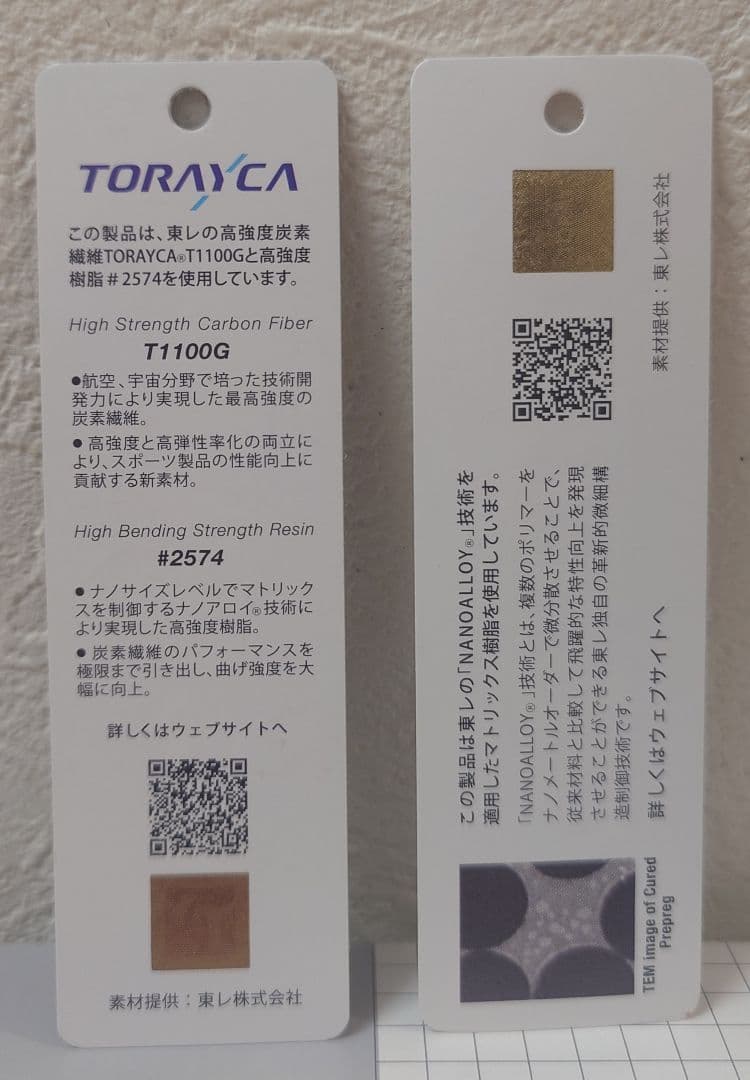 TORAYCA
この製品は、東レの高強度炭素
繊維TORAYCA®T1100Gと高強度
樹脂＃2574を使用しています。
High Strength Carbon Fiber
T1100G
●航空、宇宙分野で培った技術開
発力により実現した最高強度の
炭素繊維。
● 高強度と高弾性率化の両立に
より、スポーツ製品の性能向上に
貢献する新素材。
High Bending Strength Resin
#2574
● ナノサイズレベルでマトリック
スを制御するナノアロイ®技術に
より実現した高強度樹脂。
● 炭素繊維のパフォーマンスを
極限まで引き出し、曲げ強度を大
幅に向上。
詳しくはウェブサイトへ
素材提供：東レ株式会社
この製品は東レの「NANOALLOY®」技術を
適用したマトリックス樹脂を使用しています。
「NANOALLOY®」技術とは、複数のポリマーを
ナノメートルオーダーで微分散させることで、
従来材料と比較して飛躍的な特性向上を発現
させることができる東レ独自の革新的微細構
造制御技術です。
詳しくはウェブサイトへ
素材提供：東レ株式会社
TEM image of Cured
Prepreg